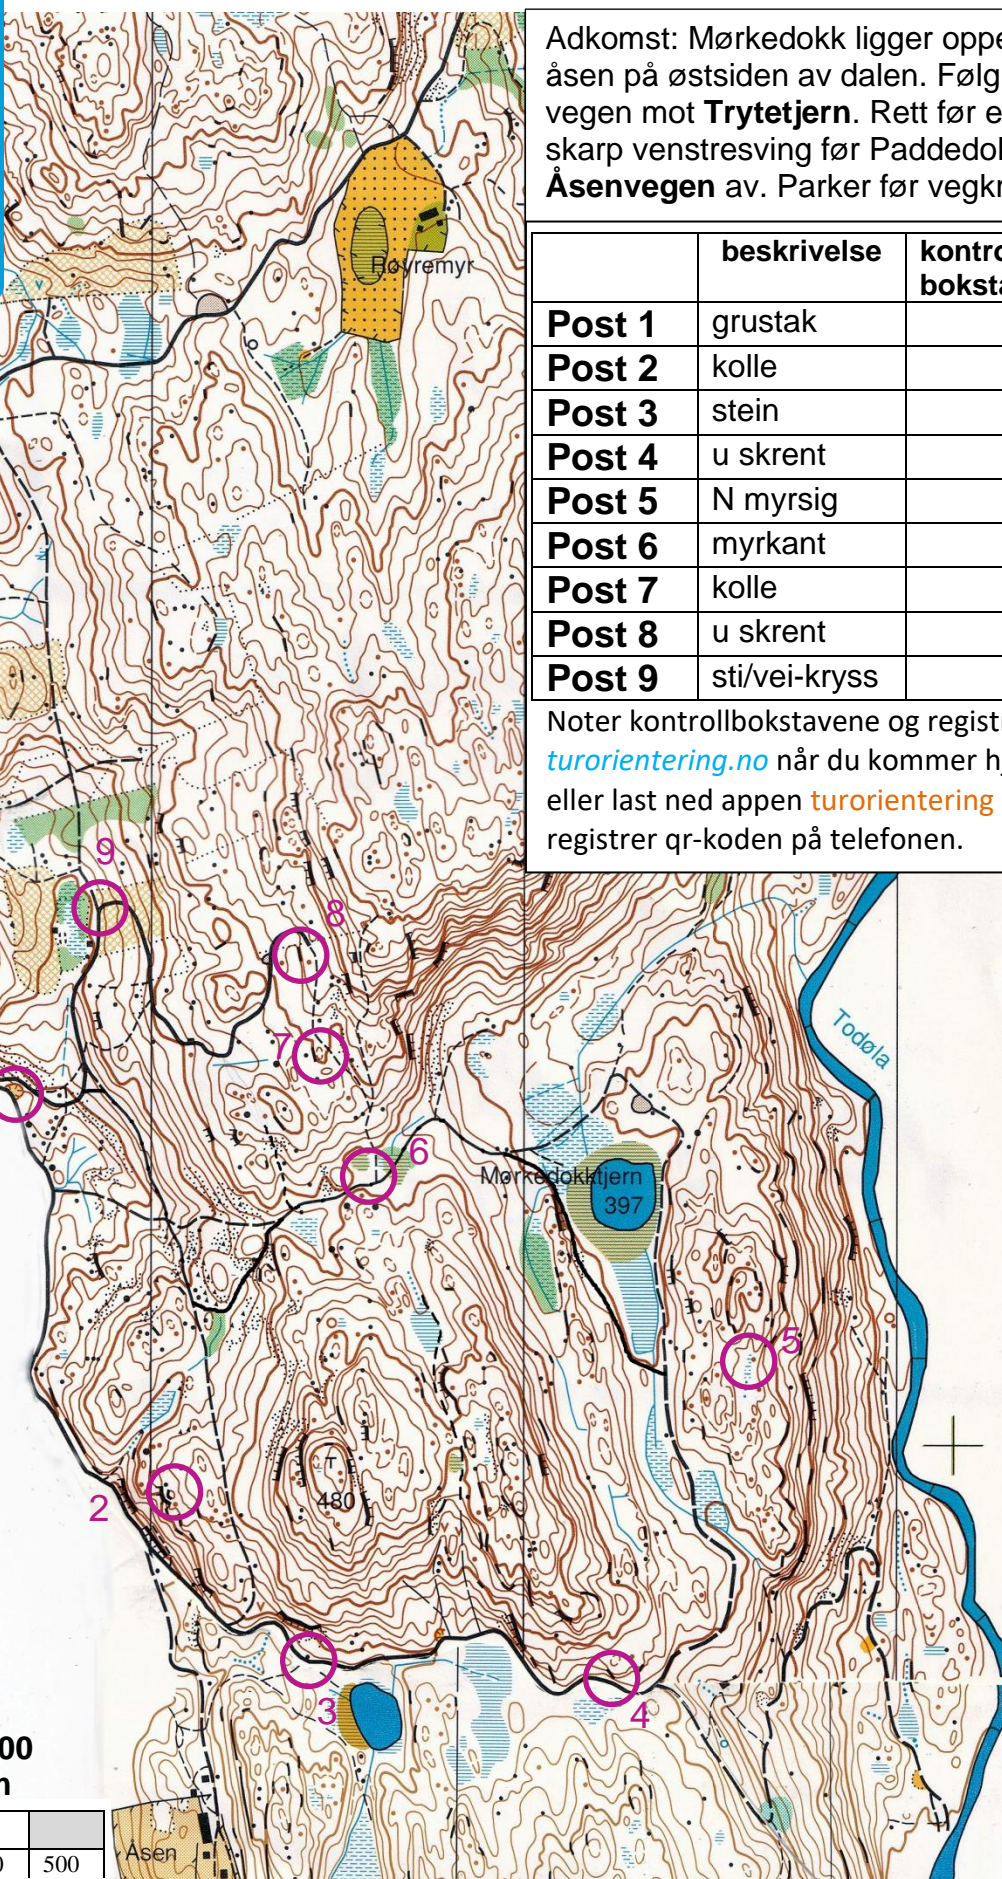 Adkomst: Mørkedokk ligger oppe
åsen på østsiden av dalen. Følg
vegen mot Trytetjern. Rett før e
skarp venstresving før Paddedok
Åsenvegen av. Parker før vegkr
beskrivelse kontro
boksta
Post 1 grustak
Post 2 kolle
Post 3 stein
Post 4 u skrent
Post 5 N myrsig
Post 6 myrkant
Post 7 kolle
Post 8 u skrent
Post 9 sti/vei-kryss
Noter kontrollbokstavene og registr
turorientering.no når du kommer hj
eller last ned appen turorientering
registrer qr-koden på telefonen.
Røyremyr
9
8
7
6
Todøla
Mørkedokktjern
397
5
T
480
2
3
4
00
n
0 500
Åsen